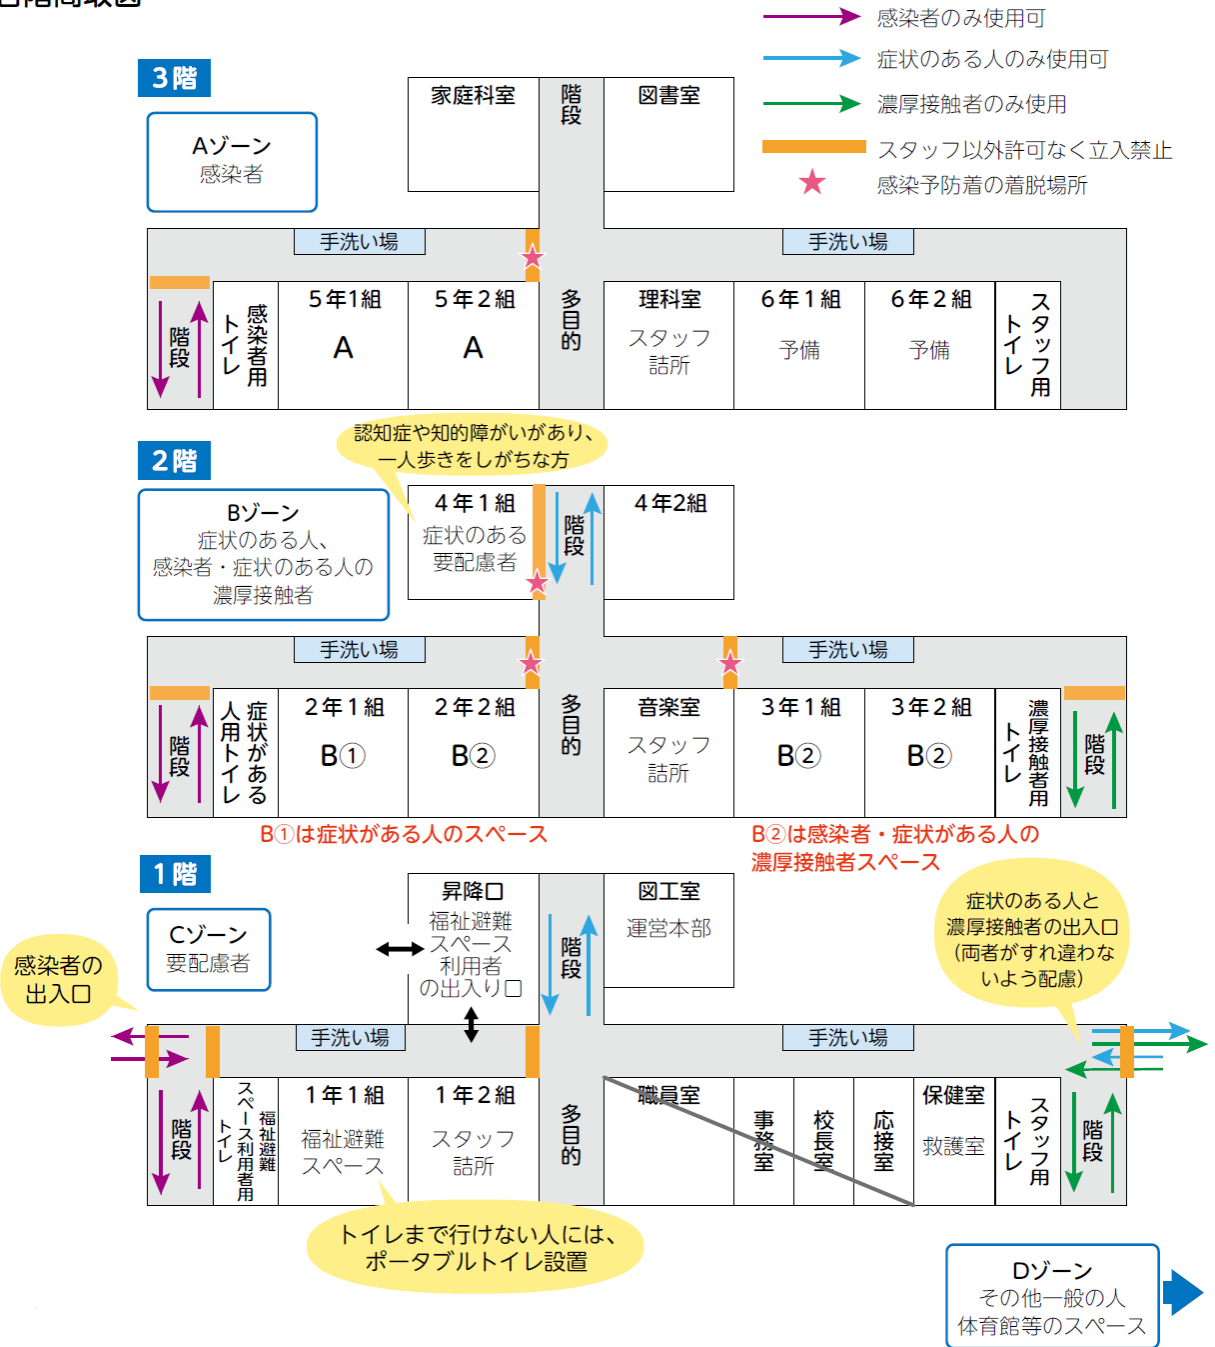 各階間取図
感染者のみ使用可
症状のある人のみ使用可
濃厚接触者のみ使用
スタッフ以外許可なく立入禁止
感染予防着の着脱場所
3階
Aゾーン
感染者
家庭科室
階段
図書室
手洗い場
手洗い場
階段
感染者用
トイレ
5年1組
A
5年2組
A
多目的
理科室
スタッフ
詰所
6年1組
予備
6年2組
予備
スタッフ用
トイレ
認知症や知的障がいがあり、
一人歩きをしがちな方
2階
Bゾーン
症状のある人、
感染者・症状のある人の
濃厚接触者
4年1組
症状のある
要配慮者
階段
4年2組
手洗い場
手洗い場
階段
症状がある
人用トイレ
2年1組
B①
2年2組
B②
多目的
音楽室
スタッフ
詰所
3年1組
B②
3年2組
B②
濃厚接触者用
トイレ
階段
B①は症状がある人のスペース
B②は感染者・症状がある人の
濃厚接触者スペース
1階
Cゾーン
要配慮者
感染者の
出入口
昇降口
福祉避難
スペース
利用者
の出入り口
階段
図工室
運営本部
症状のある人と
濃厚接触者の出入口
(両者がすれ違わな
いよう配慮)
手洗い場
手洗い場
階段
福祉避難
スペース利用者用
トイレ
1年1組
福祉避難
スペース
1年2組
スタッフ
詰所
多目的
職員室
事務室
校長室
応接室
保健室
救護室
スタッフ用
トイレ
階段
トイレまで行けない人には、
ポータブルトイレ設置
Dゾーン
その他一般の人
体育館等のスペース